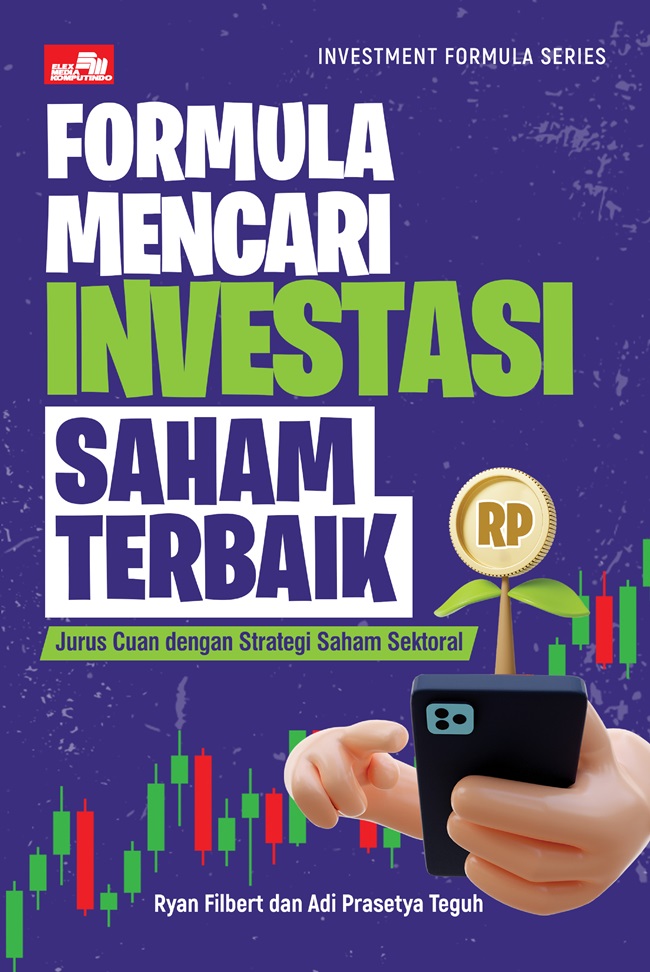 ELEX
MEDIA
KOMPUTINDO
INVESTMENT FORMULA SERIES
FORMULA
MENCARI
INVESTASI
SAHAM
TERBAIK
Jurus Cuan dengan Strategi Saham Sektoral
RP
Ryan Filbert dan Adi Prasetya Teguh